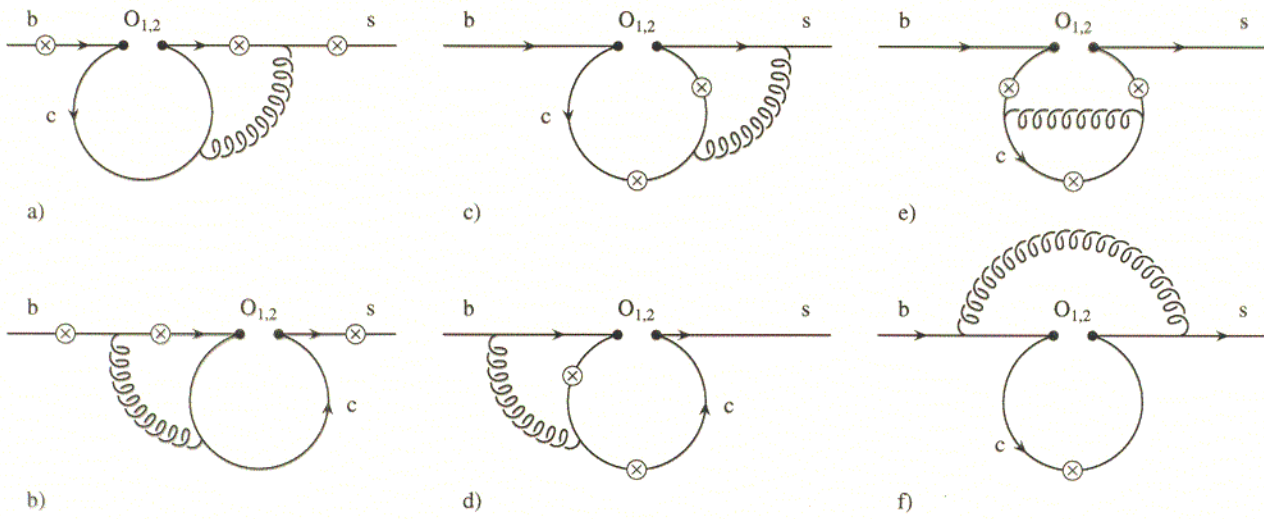 b O₁,₂ s
c
a)
b O₁,₂ s
c
c)
b O₁,₂ s
c
e)
b O₁,₂ s
c
b)
b O₁,₂ s
c
d)
b O₁,₂ s
c
f)